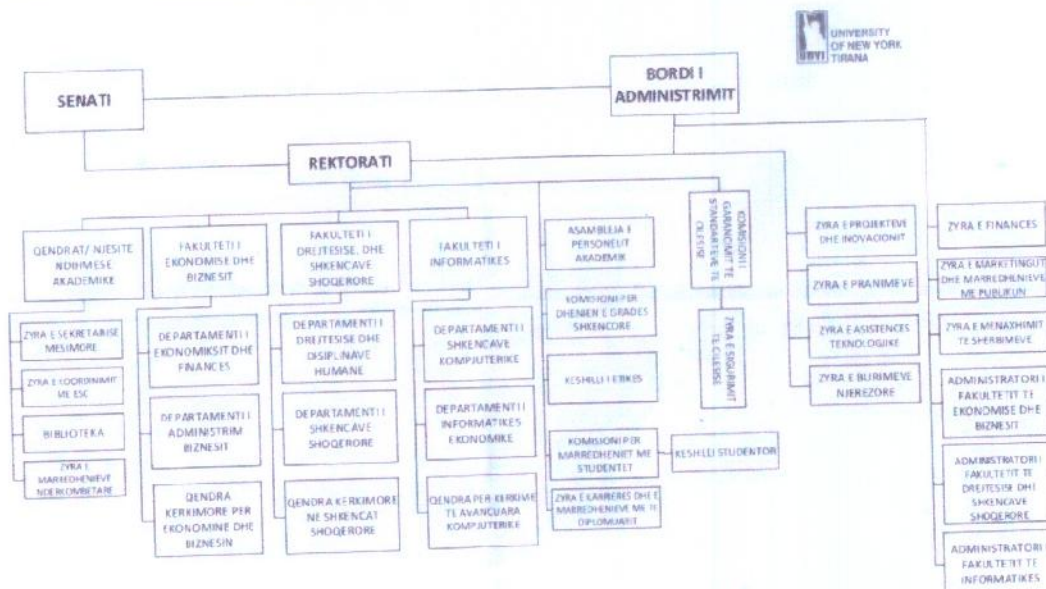 UNIVERSITY
OF NEW YORK
TIRANA
SENATI
BORDI I
ADMINISTRIMIT
REKTORATI
QENDRAT/ NJESITE
NDIHMESE
AKADEMIKE
FAKULTETI I
EKONOMISE DHE
BIZNESIT
FAKULTETI I
DREJTESISE, DHE
SHKENCAVE
SHOQERORE
FAKULTETI I
INFORMATIKES
ASAMBLEJA E
PERSONELIT
AKADEMIK
KOMISIONI I
GARANCIMIT TE
STANDARTEVE TE
CILESISE
ZYRA E PROJEKTEVE
DHE INOVACIONIT
ZYRA E FINANCES
ZYRA E SEKRETARISE
MESIMORE
ZYRA E KOORDINIMIT
ME ESC
BIBLIOTEKA
ZYRA E
MARREDHENIEVE
NDERKOMBETARE
DEPARTAMENTI I
EKONOMIKSIT DHE
FINANCES
DEPARTAMENTI I
ADMINISTRIM
BIZNESIT
QENDRA
KERKIMORE PER
EKONOMINE DHE
BIZNESIN
DEPARTAMENTI I
DREJTESISE DHE
DISIPLINAVE
HUMANE
DEPARTAMENTI I
SHKENCAVE
SHOQERORE
QENDRA KERKIMORE
NE SHKENCAT
SHOQERORE
DEPARTAMENTI I
SHKENCAVE
KOMPJUTERIKE
DEPARTAMENTI I
INFORMATIKES
EKONOMIKE
QENDRA PER-KERKIME
TE AVANCUARA
KOMPJUTERIKE
KOMISIONI PER
DHENIEN E GRADES
SHKENCORE
KESHILLI I ETIKES
KOMISIONI PER
MARREDHENIET ME
STUDENTET
KESHILLI STUDENTOR
ZYRA E KARRIERES DHE E
MARREDHENIEVE ME TE
DIPLOMUARIT
ZYRA E SIGURIMIT
TE CILESISE
ZYRA E PRANIMEVE
ZYRA E ASISTENCES
TEKNOLOGJIKE
ZYRA E BURIMEVE
NJEREZORE
ZYRA E MARKETINGUT
DHE MARREDHENIEVE
ME PUBLIKUN
ZYRA E MENAXHIMIT
TE SHERBIMEVE
ADMINISTRATORI I
FAKULTETIT TE
EKONOMISE DHE
BIZNESIT
ADMINISTRATORI I
FAKULTETIT TE
DREJTESISE DHE
SHKENCAVE
SHOQERORE
ADMINISTRATORI I
FAKULTETIT TE
INFORMATIKES